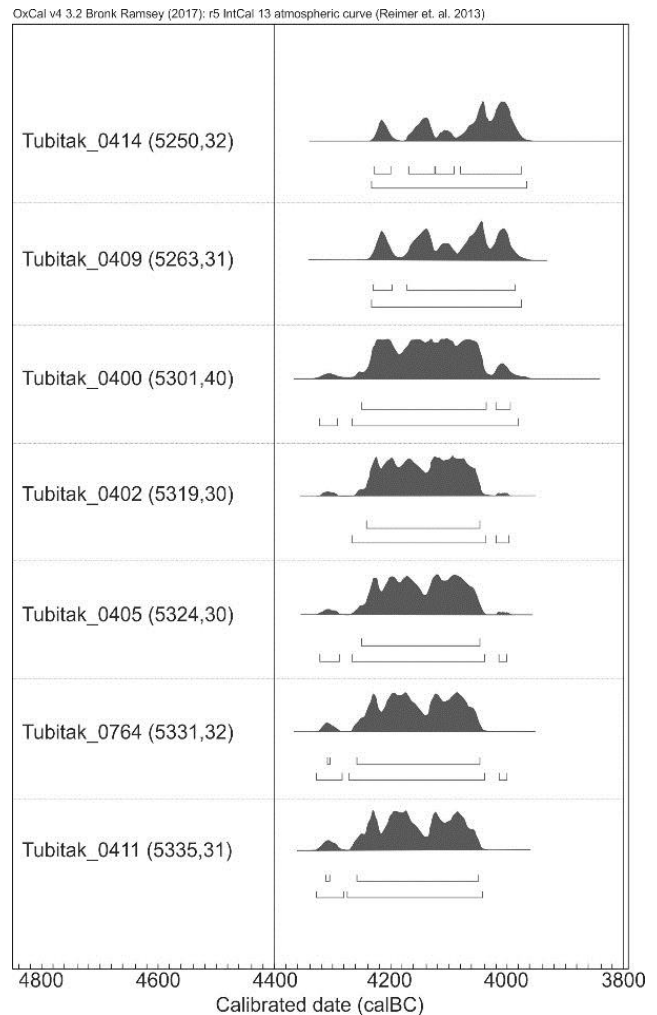 OxCal v4 3.2 Bronk Ramsey (2017): r5 IntCal 13 atmospheric curve (Reimer et. al. 2013)
Tubitak_0414 (5250,32)
Tubitak_0409 (5263,31)
Tubitak_0400 (5301,40)
Tubitak_0402 (5319,30)
Tubitak_0405 (5324,30)
Tubitak_0764 (5331,32)
Tubitak_0411 (5335,31)
4800 4600 4400 4200 4000 3800
Calibrated date (calBC)